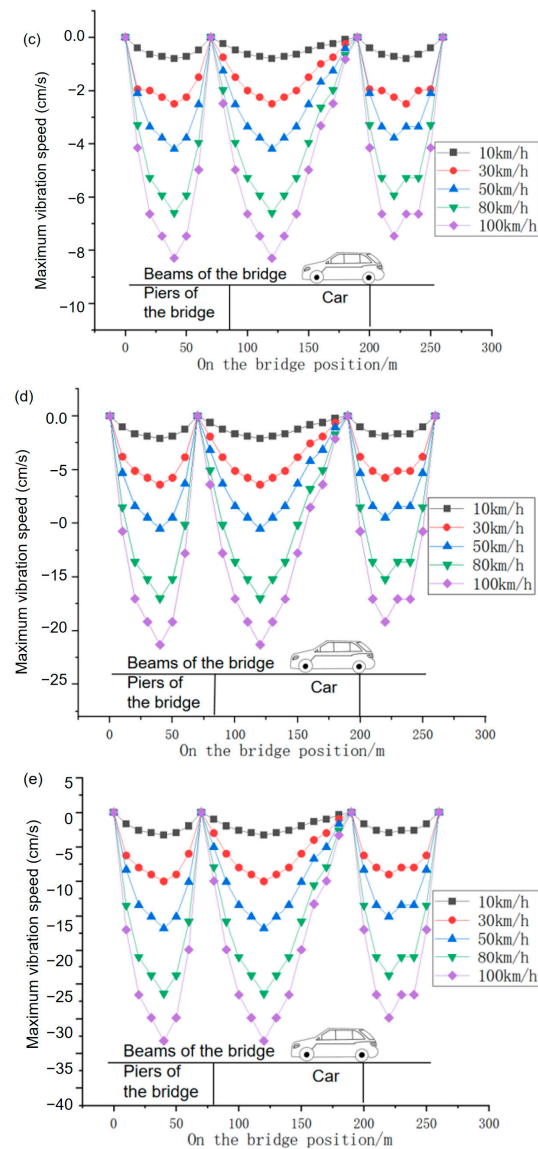 (c)
Maximum vibration speed (cm/s)
0.0
−2
−4
−6
−8
−10
10km/h
30km/h
50km/h
80km/h
100km/h
Beams of the bridge
Piers of
the bridge
Car
0
50
100
150
200
250
300
On the bridge position/m
(d)
Maximum vibration speed (cm/s)
0.0
−5
−0
−15
−20
−25
10km/h
30km/h
50km/h
80km/h
100km/h
Beams of the bridge
Piers of
the bridge
Car
0
50
100
150
200
250
300
On the bridge position/m
(e)
Maximum vibration speed (cm/s)
5
0
−5
−10
−15
−20
−25
−30
−35
−40
10km/h
30km/h
50km/h
80km/h
100km/h
Beams of the bridge
Piers of
the bridge
Car
0
50
100
150
200
250
300
On the bridge position/m